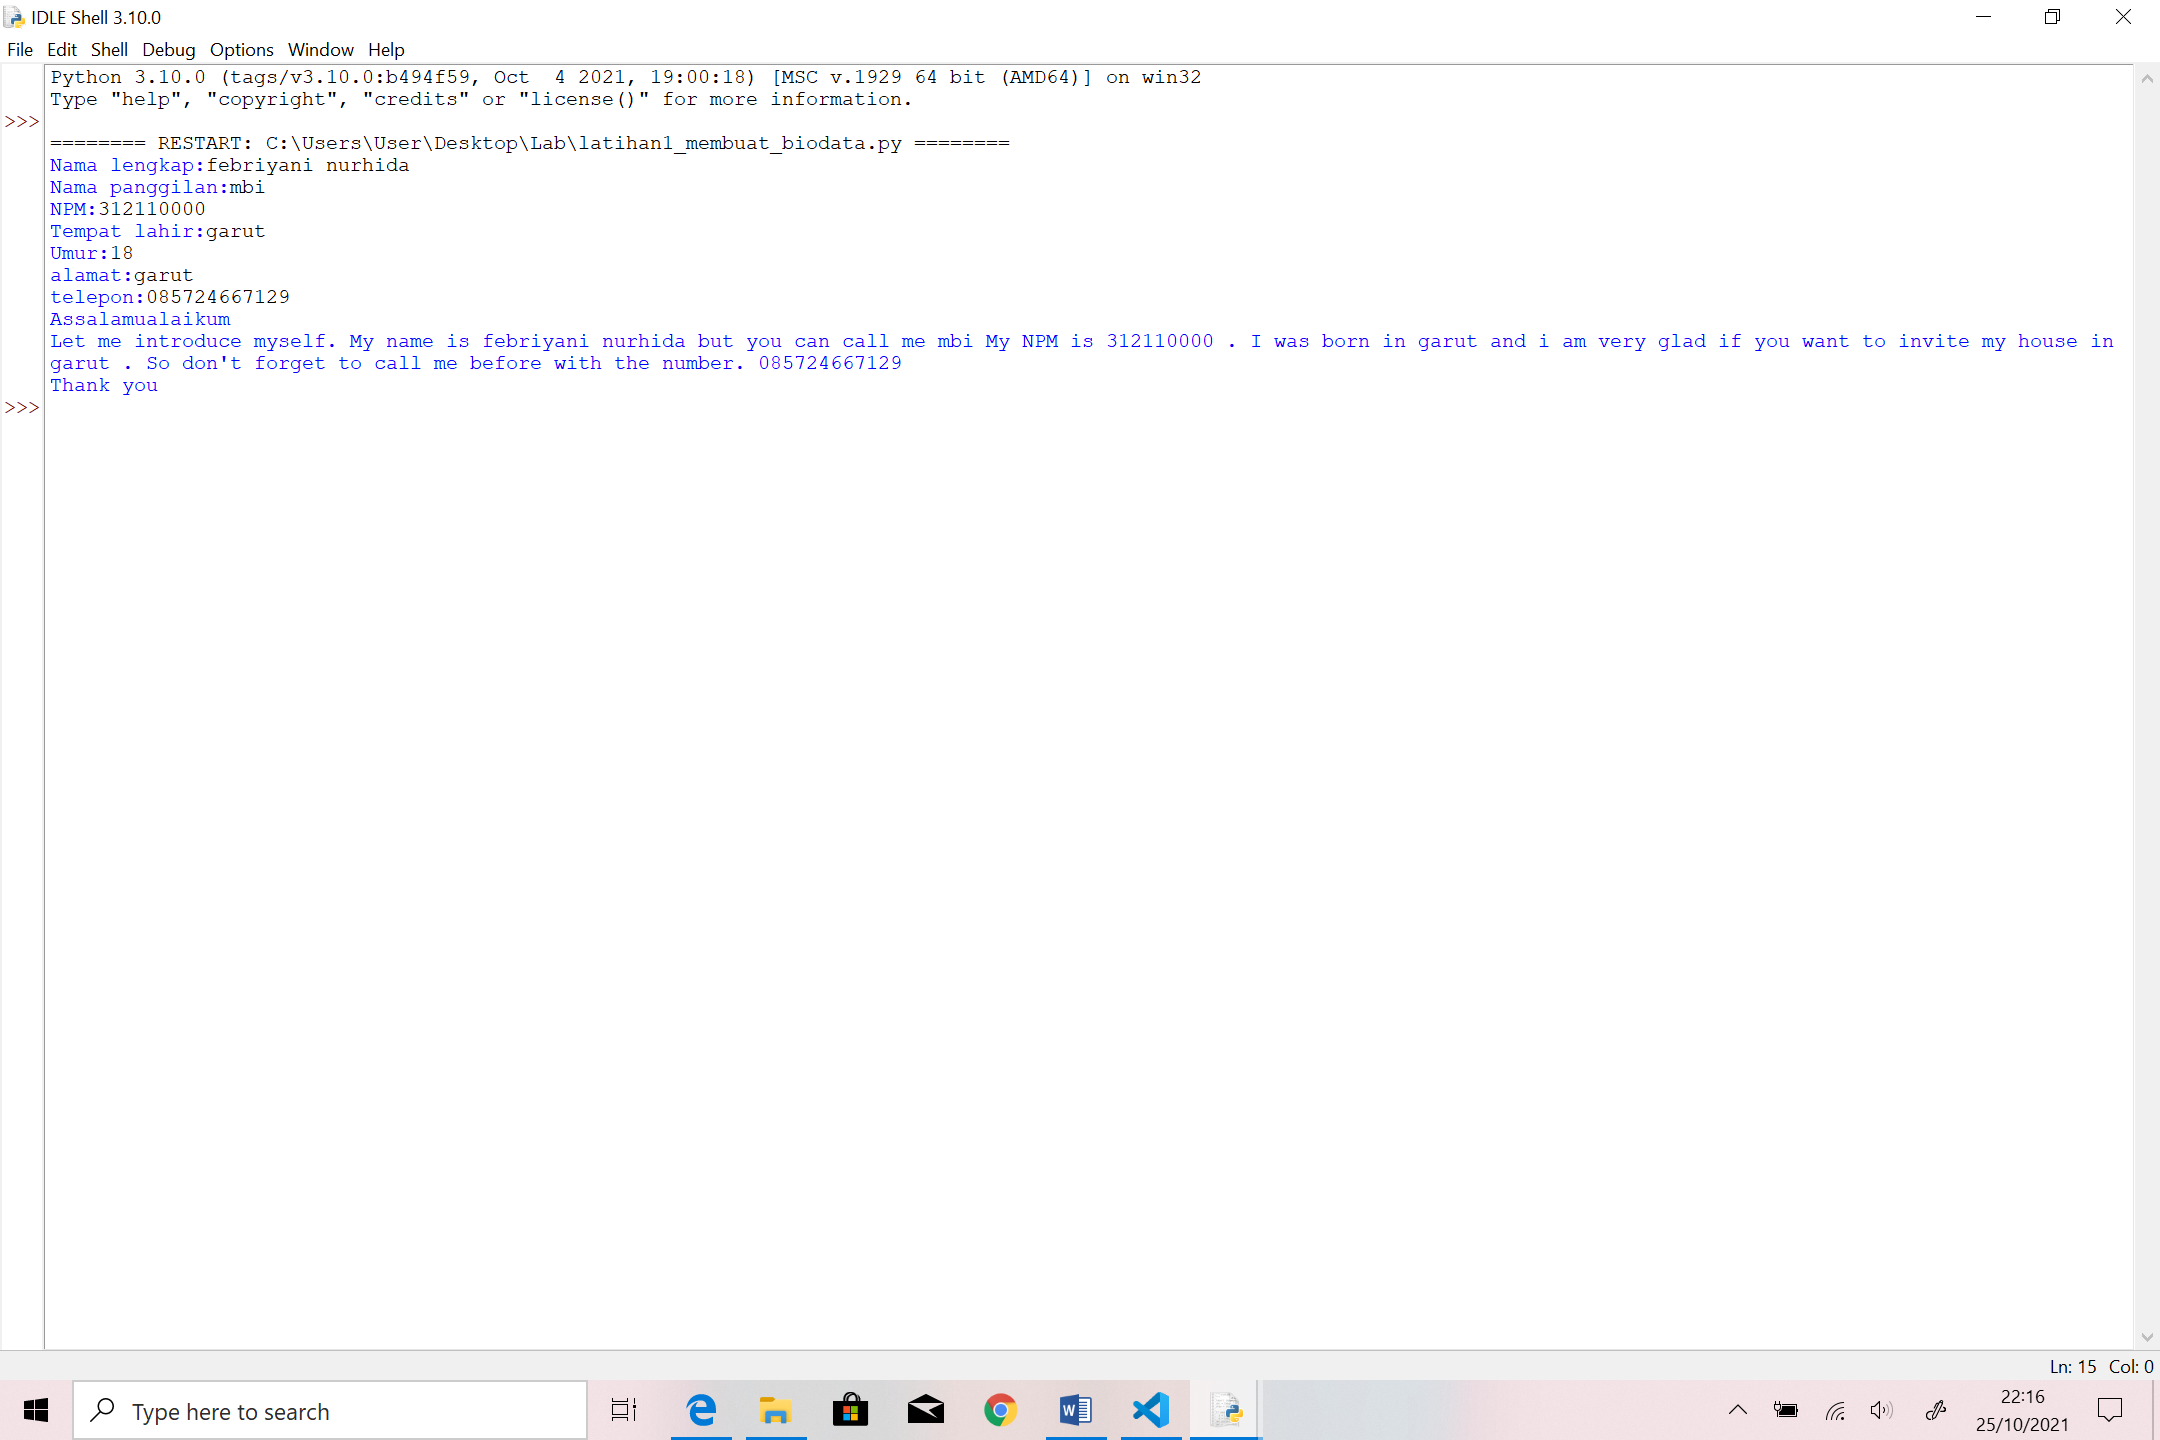 IDLE Shell 3.10.0
File Edit Shell Debug Options Window Help
Python 3.10.0 (tags/v3.10.0:b494f59, Oct  4 2021, 19:00:18) [MSC v.1929 64 bit (AMD64)] on win32
Type "help", "copyright", "credits" or "license()" for more information.
>>>
======== RESTART: C:\Users\User\Desktop\Lab\latihan1_membuat_biodata.py ========
Nama lengkap:febriyani nurhida
Nama panggilan:mbi
NPM:312110000
Tempat lahir:garut
Umur:18
alamat:garut
telepon:085724667129
Assalamualaikum
Let me introduce myself. My name is febriyani nurhida but you can call me mbi My NPM is 312110000 . I was born in garut and i am very glad if you want to invite my house in
garut . So don't forget to call me before with the number. 085724667129
Thank you
>>>
Ln: 15 Col: 0
Type here to search
22:16
25/10/2021